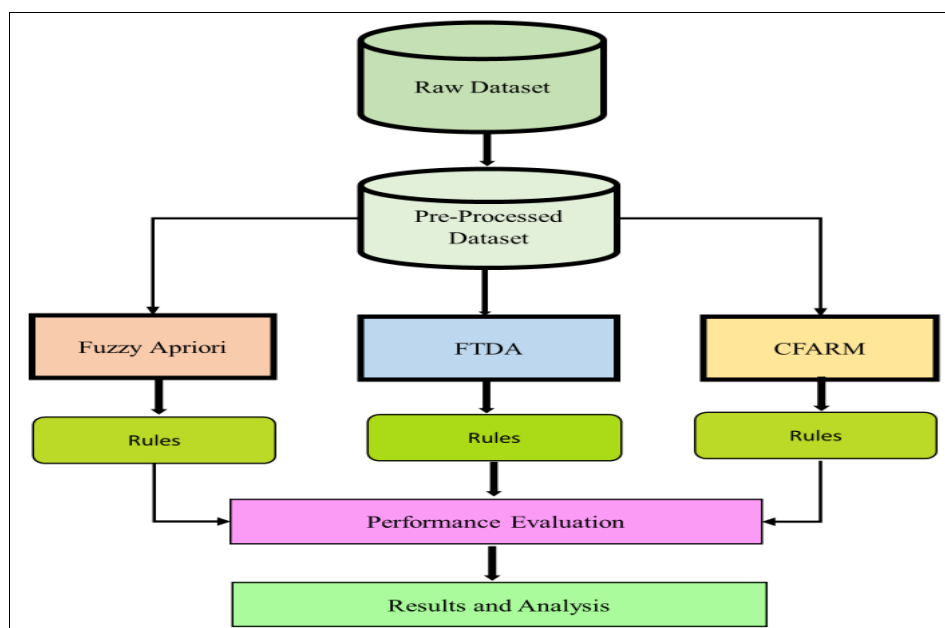 Raw Dataset
Pre-Processed
Dataset
Fuzzy Apriori
FTDA
CFARM
Rules
Rules
Rules
Performance Evaluation
Results and Analysis